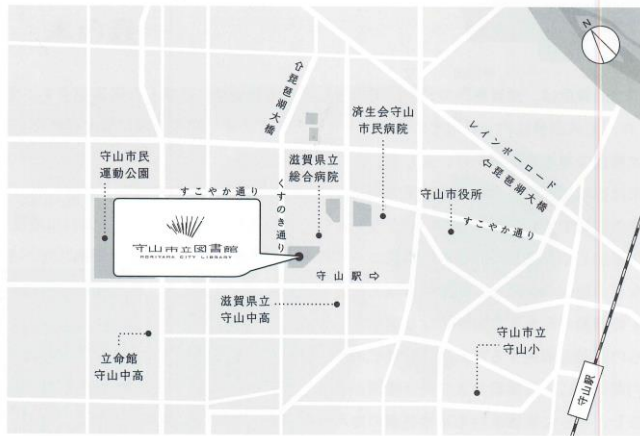 N
⇧琵琶湖大橋
済生会守山
市民病院
レインボーロード
⇧琵琶湖大橋
守山市民
運動公園
滋賀県立
総合病院
すこやか通り
くすのき通り
守山市役所
すこやか通り
守山市立図書館
MORIYAMA CITY LIBRARY
守山駅⇨
滋賀県立
守山中高
立命館
守山中高
守山市立
守山小
守山駅